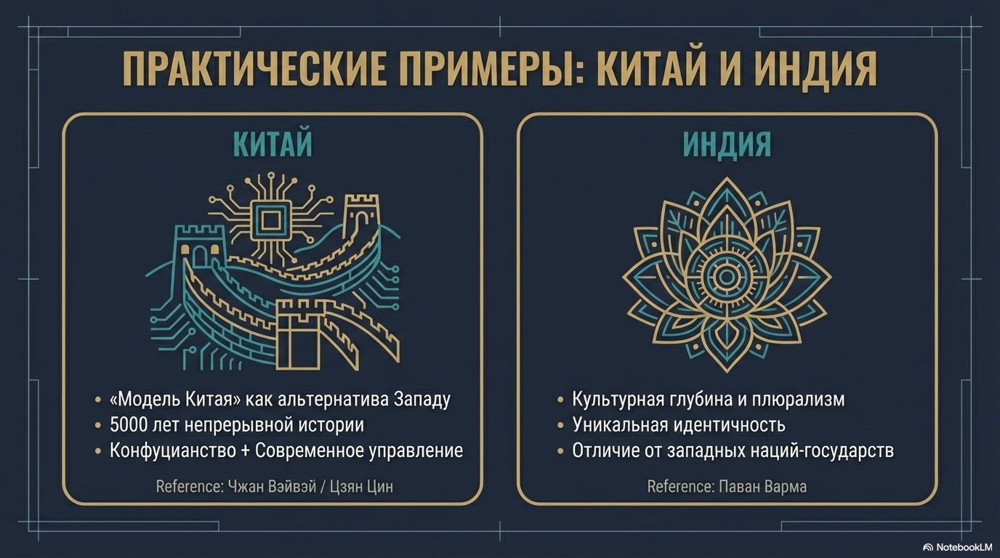 ПРАКТИЧЕСКИЕ ПРИМЕРЫ: КИТАЙ И ИНДИЯ
КИТАЙ
• «Модель Китая» как альтернатива Западу
• 5000 лет непрерывной истории
• Конфуцианство + Современное управление
Reference: Чжан Вэйвэй / Цзян Цин
ИНДИЯ
• Культурная глубина и плюрализм
• Уникальная идентичность
• Отличие от западных наций-государств
Reference: Паван Варма
NotebookLM